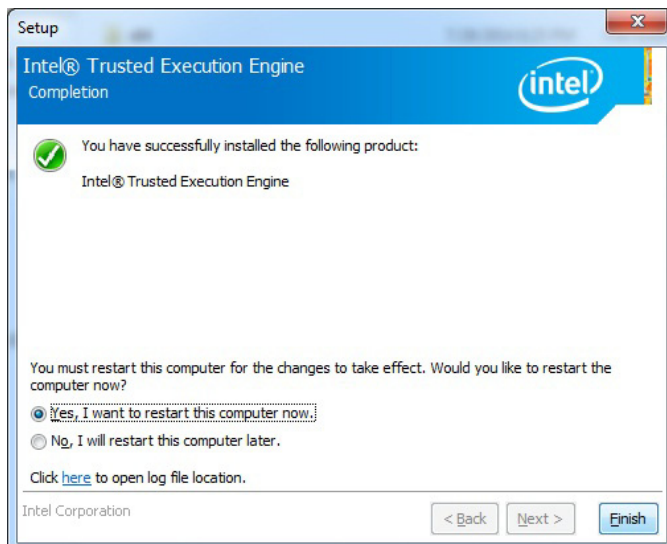 Setup
Intel® Trusted Execution Engine
Completion
intel
You have successfully installed the following product:
Intel® Trusted Execution Engine
You must restart this computer for the changes to take effect. Would you like to restart the
computer now?
Yes, I want to restart this computer now.
No, I will restart this computer later.
Click here to open log file location.
Intel Corporation
< Back
Next >
Finish